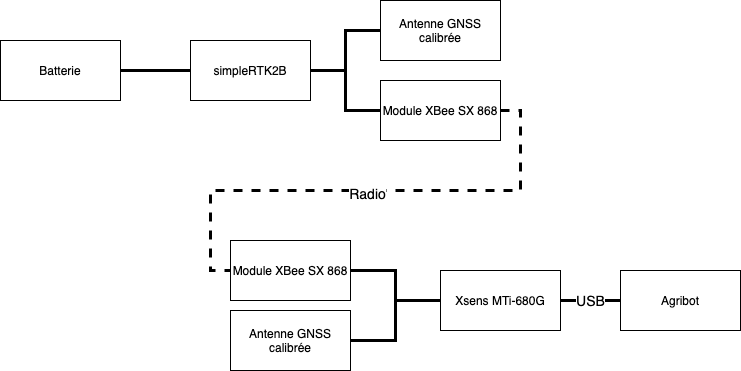 Antenne GNSS
calibrée
Batterie
simpleRTK2B
Module XBee SX 868
Radio
Module XBee SX 868
Xsens MTi-680G
USB
Agribot
Antenne GNSS
calibrée